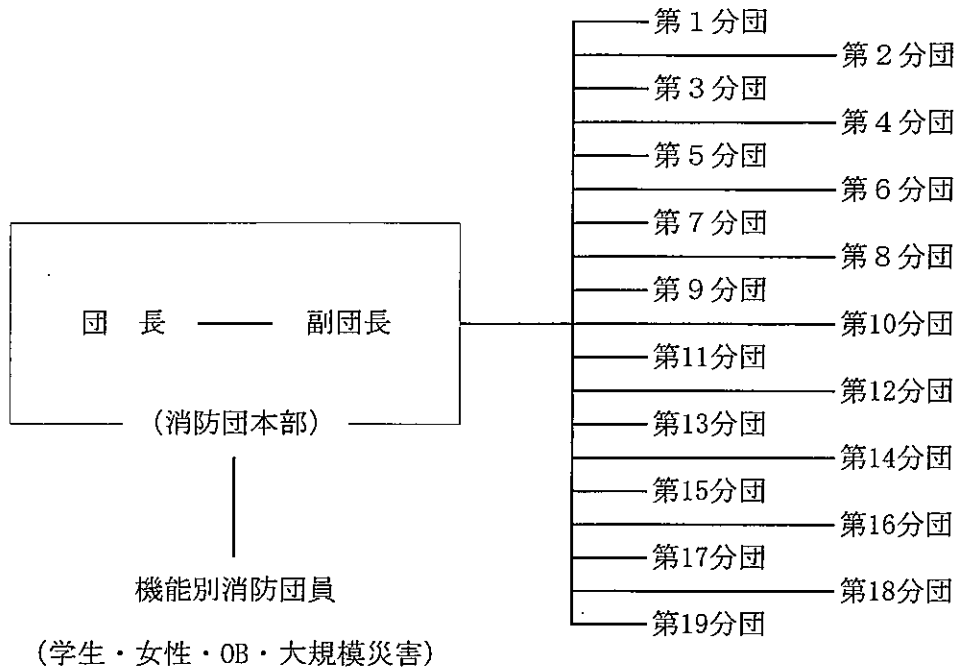 第１分団
第２分団
第３分団
第４分団
第５分団
第６分団
第７分団
第８分団
第９分団
団　長　副団長
第10分団
第11分団
第12分団
（消防団本部）
第13分団
第14分団
第15分団
第16分団
第17分団
機能別消防団員
第18分団
第19分団
（学生・女性・OB・大規模災害）